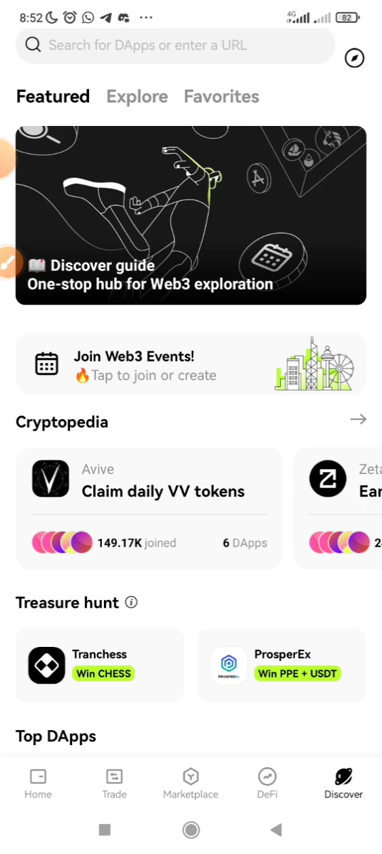 8:52
4G
82
Search for DApps or enter a URL
Featured Explore Favorites
Discover guide
One-stop hub for Web3 exploration
Join Web3 Events!
🔥Tap to join or create
Cryptopedia
Avive
Claim daily VV tokens
149.17K joined
6 DApps
Zeta
Ear
2
Treasure hunt
Tranchess
Win CHESS
ProsperEx
Win PPE + USDT
Top DApps
Home Trade Marketplace DeFi Discover